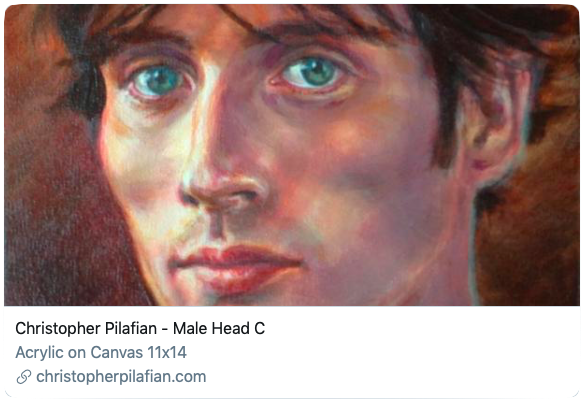 Christopher Pilafian - Male Head C
Acrylic on Canvas 11x14
christopherpilafian.com